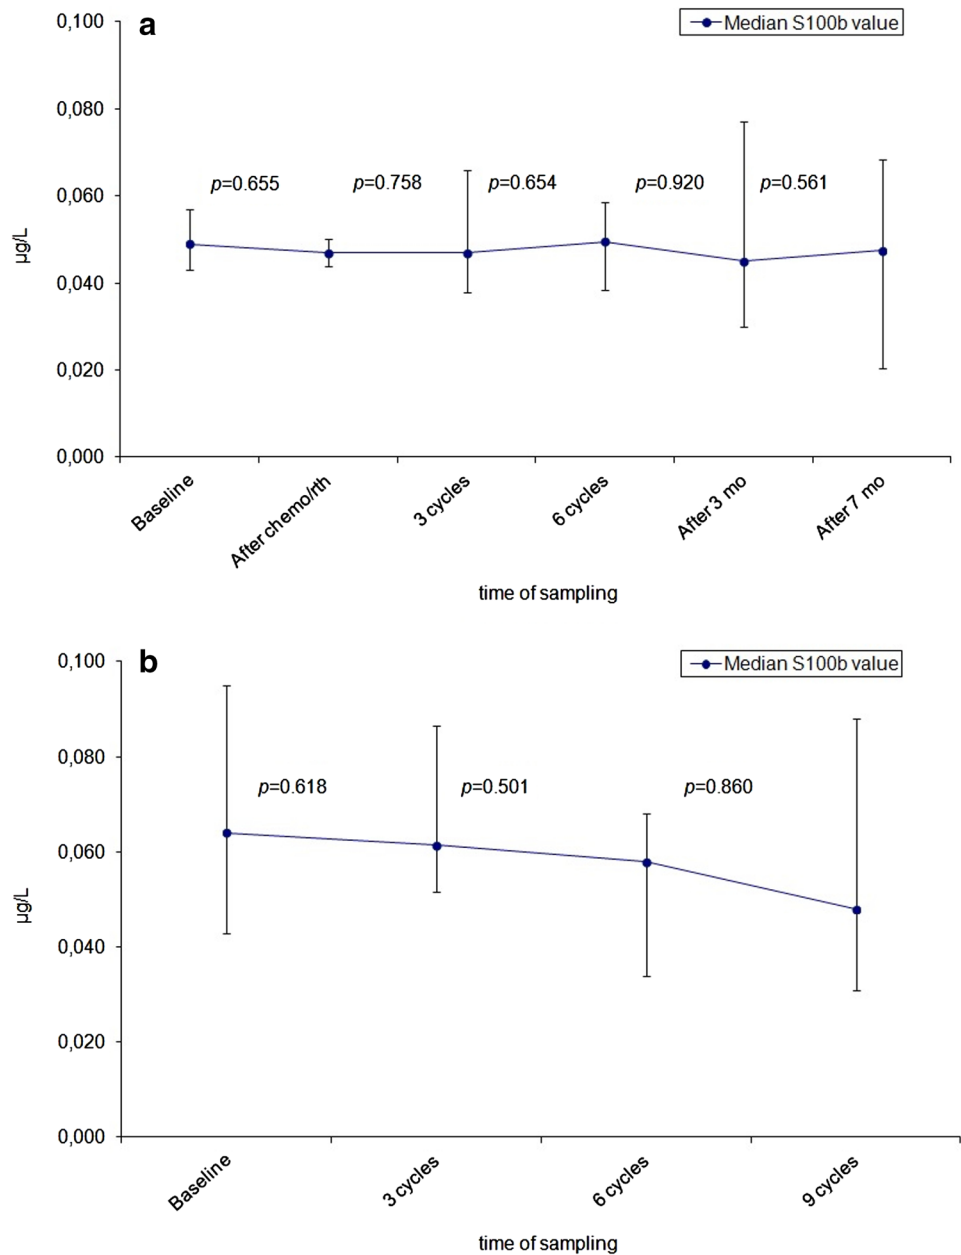 a
Median S100b value
0,100
0,080
0,060
0,040
0,020
0,000
µg/L
p=0.655
p=0.758
p=0.654
p=0.920
p=0.561
Baseline
After chemo/rth
3 cycles
6 cycles
After 3 mo
After 7 mo
time of sampling
b
Median S100b value
0,100
0,080
0,060
0,040
0,020
0,000
µg/L
p=0.618
p=0.501
p=0.860
Baseline
3 cycles
6 cycles
9 cycles
time of sampling